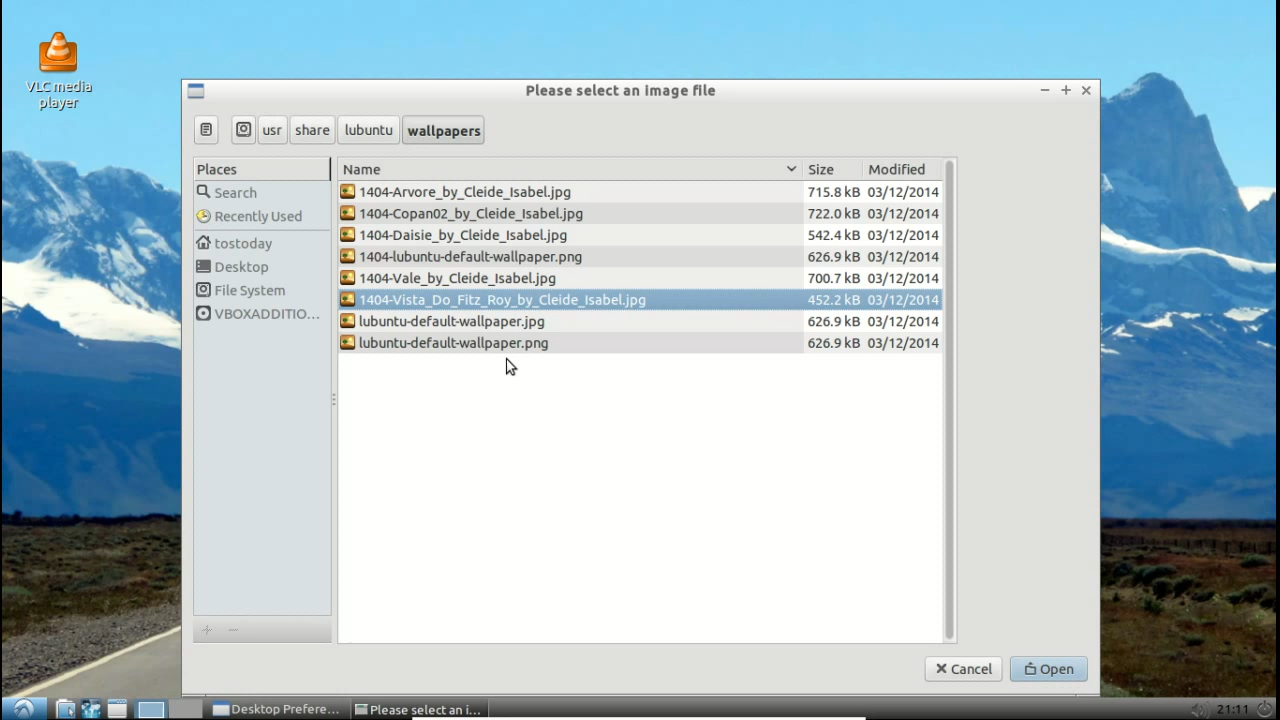 VLC media
player
Please select an image file
usr share lubuntu wallpapers
Places
Search
Recently Used
tostoday
Desktop
File System
VBOXADDITIO...
Name Size Modified
1404-Arvore_by_Cleide_Isabel.jpg 715.8 kB 03/12/2014
1404-Copan02_by_Cleide_Isabel.jpg 722.0 kB 03/12/2014
1404-Daisie_by_Cleide_Isabel.jpg 542.4 kB 03/12/2014
1404-lubuntu-default-wallpaper.png 626.9 kB 03/12/2014
1404-Vale_by_Cleide_Isabel.jpg 700.7 kB 03/12/2014
1404-Vista_Do_Fitz_Roy_by_Cleide_Isabel.jpg 452.2 kB 03/12/2014
lubuntu-default-wallpaper.jpg 626.9 kB 03/12/2014
lubuntu-default-wallpaper.png 626.9 kB 03/12/2014
Cancel Open
Desktop Prefere... Please select an i... 21:11